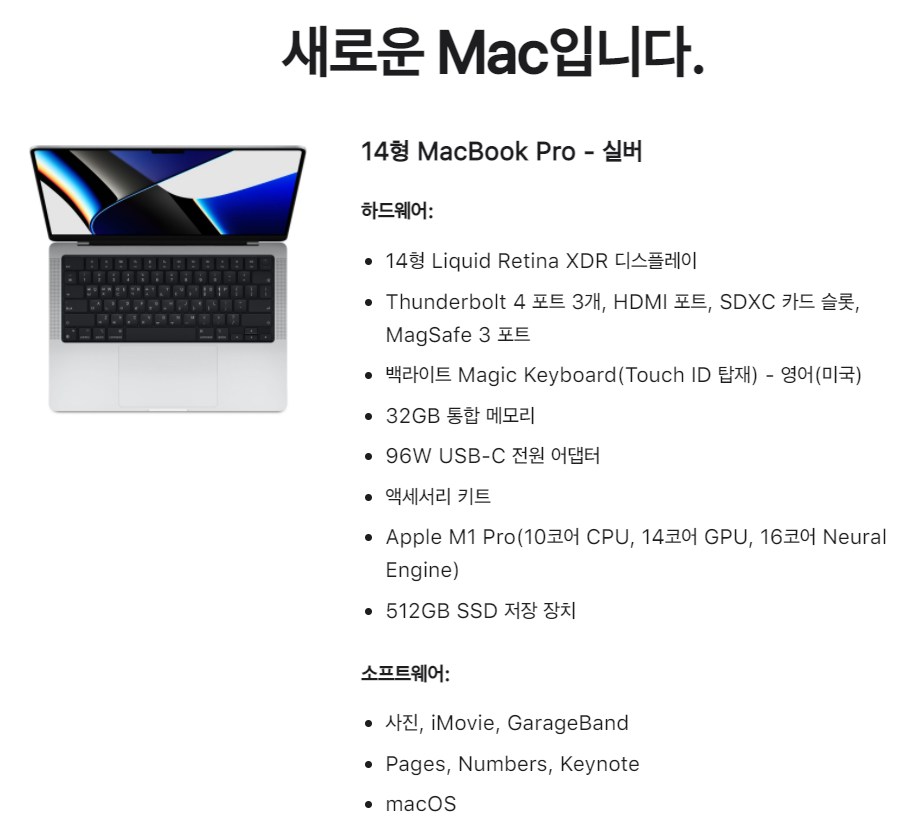 새로운 Mac입니다.
14형 MacBook Pro - 실버
하드웨어:
• 14형 Liquid Retina XDR 디스플레이
• Thunderbolt 4 포트 3개, HDMI 포트, SDXC 카드 슬롯,
MagSafe 3 포트
• 백라이트 Magic Keyboard(Touch ID 탑재) - 영어(미국)
• 32GB 통합 메모리
• 96W USB-C 전원 어댑터
• 액세서리 키트
• Apple M1 Pro(10코어 CPU, 14코어 GPU, 16코어 Neural
Engine)
• 512GB SSD 저장 장치
소프트웨어:
• 사진, iMovie, GarageBand
• Pages, Numbers, Keynote
• macOS